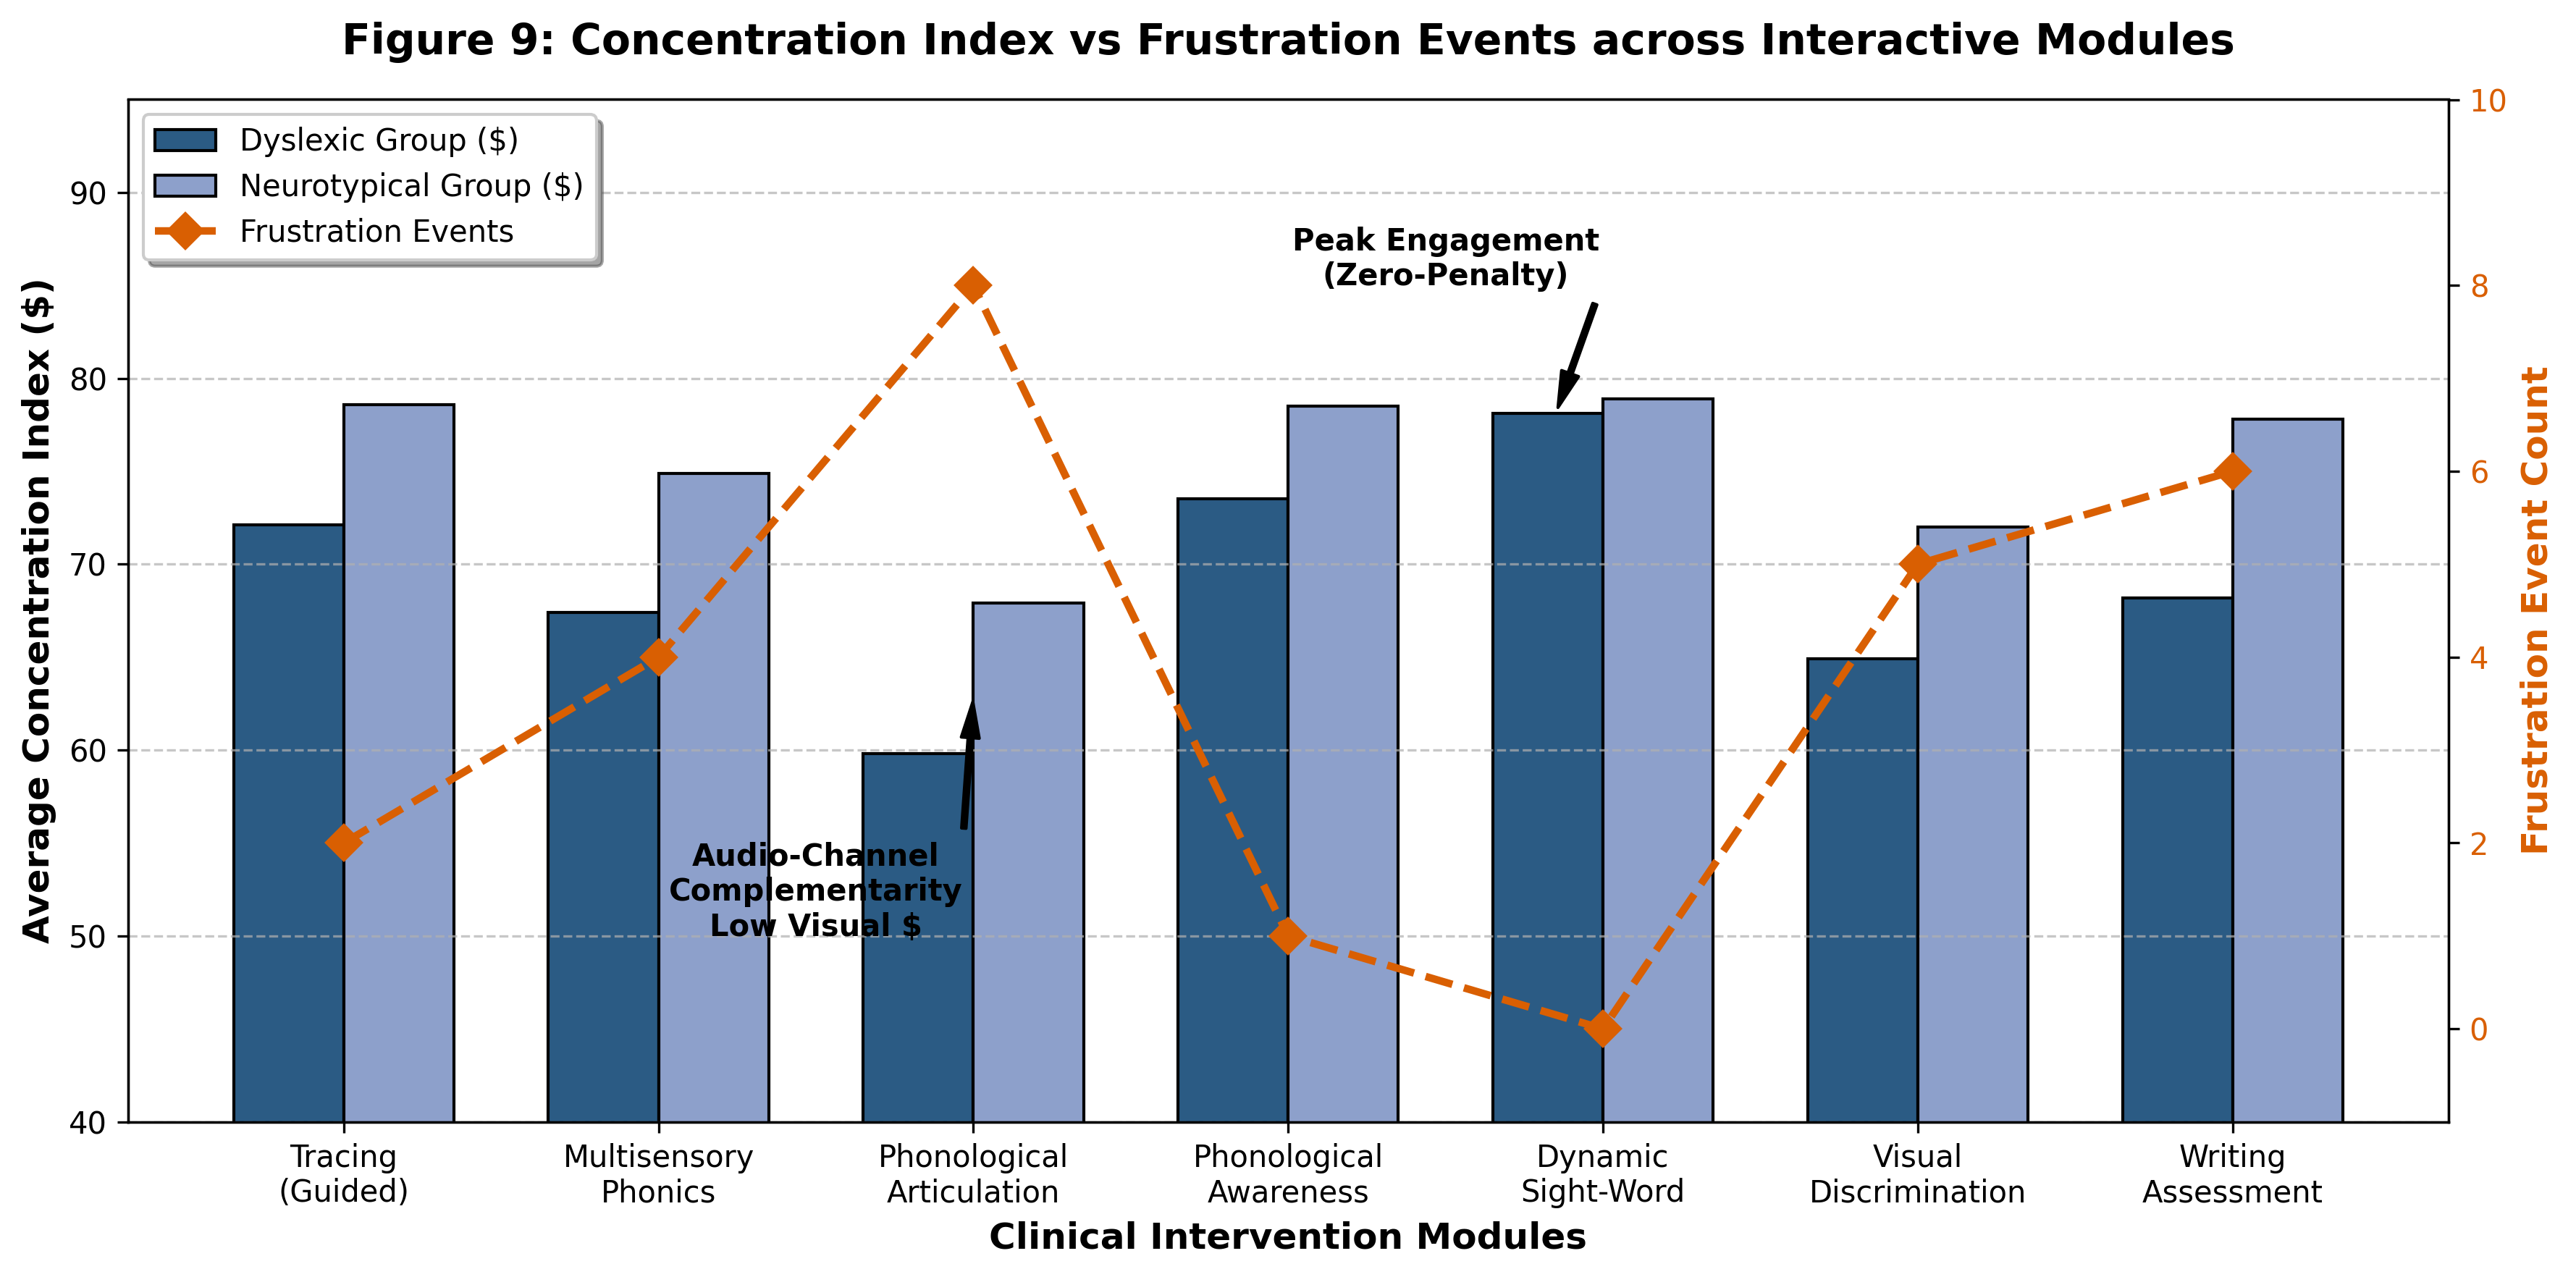 Figure 9: Concentration Index vs Frustration Events across Interactive Modules
Dyslexic Group ($)
Neurotypical Group ($)
Frustration Events
Peak Engagement
(Zero-Penalty)
Audio-Channel
Complementarity
Low Visual $
Average Concentration Index ($)
90
80
70
60
50
40
Frustration Event Count
10
8
6
4
2
0
Tracing
(Guided)
Multisensory
Phonics
Phonological
Articulation
Phonological
Awareness
Dynamic
Sight-Word
Visual
Discrimination
Writing
Assessment
Clinical Intervention Modules